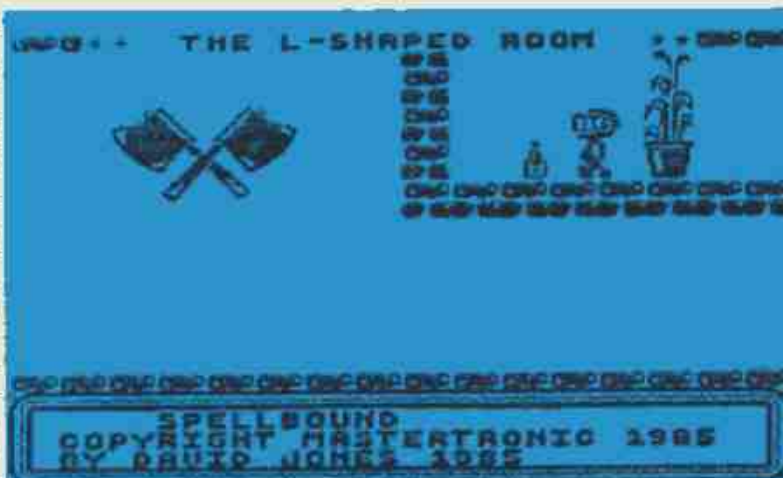 THE L-SHAPED ROOM
SPELLBOUND
COPYRIGHT MASTERTRONIC 1985
BY DAVID JONES 1985